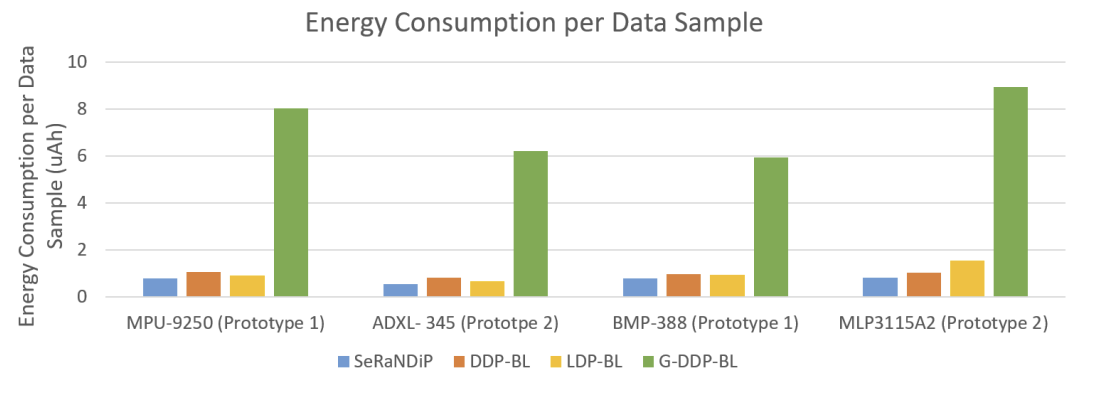 Energy Consumption per Data Sample
Energy Consumption per Data
Sample (uAh)
10
8
6
4
2
0
MPU-9250 (Prototype 1)
ADXL- 345 (Prototpe 2)
BMP-388 (Prototype 1)
MLP3115A2 (Prototype 2)
SeRaNDiP
DDP-BL
LDP-BL
G-DDP-BL